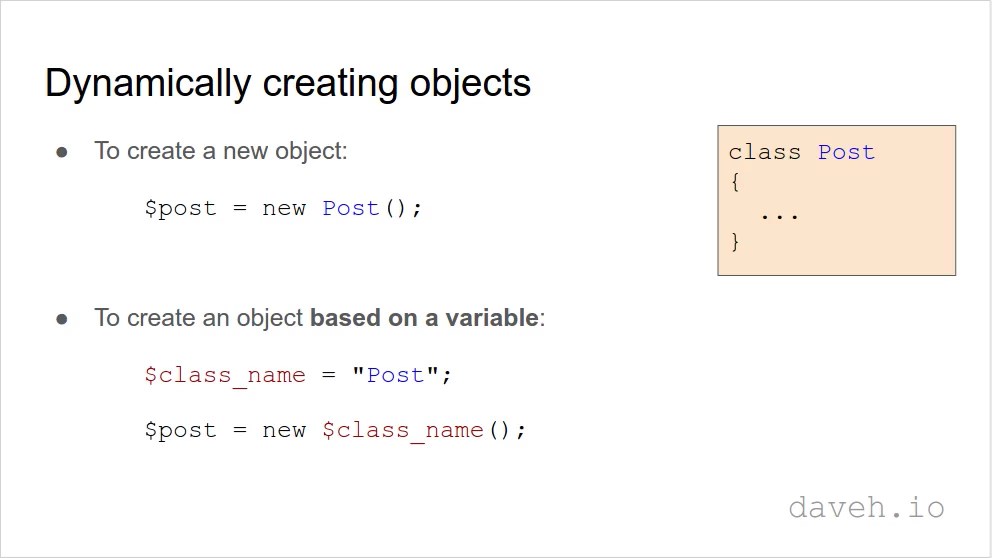 Dynamically creating objects
● To create a new object:
$post = new Post();
class Post
{
...
}
● To create an object based on a variable:
$class_name = "Post";
$post = new $class_name();
daveh.io